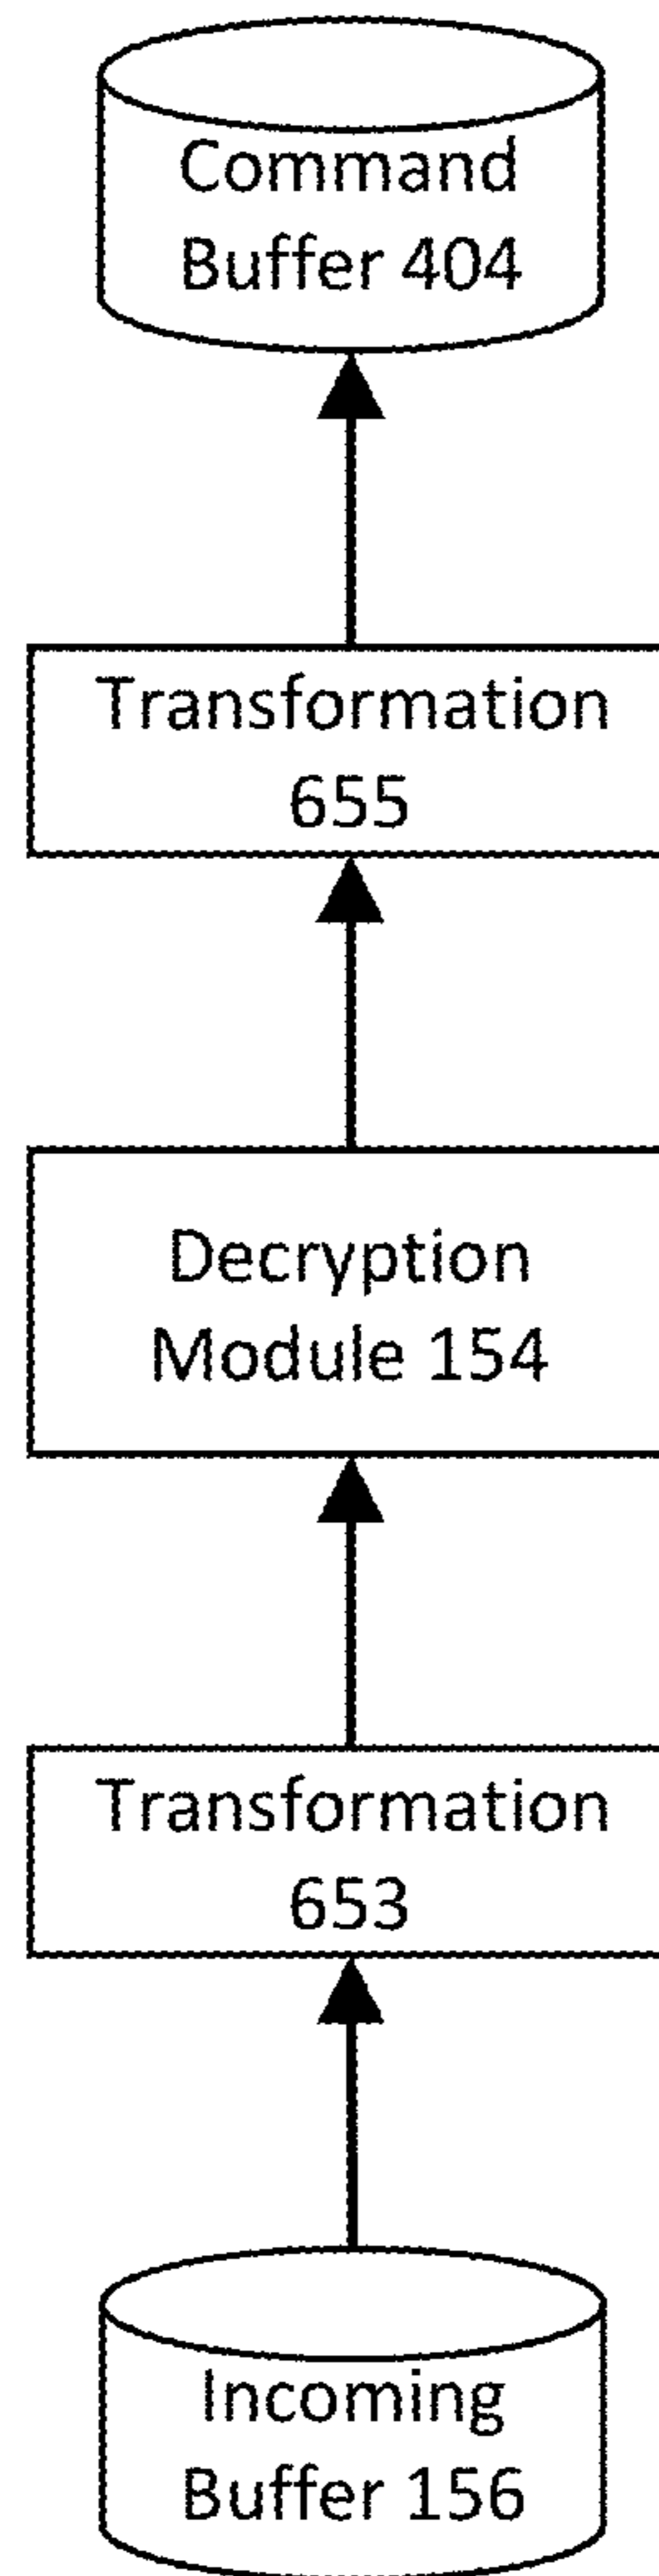 Command
Buffer 404
Transformation
655
Decryption
Module 154
Transformation
653
Incoming
Buffer 156